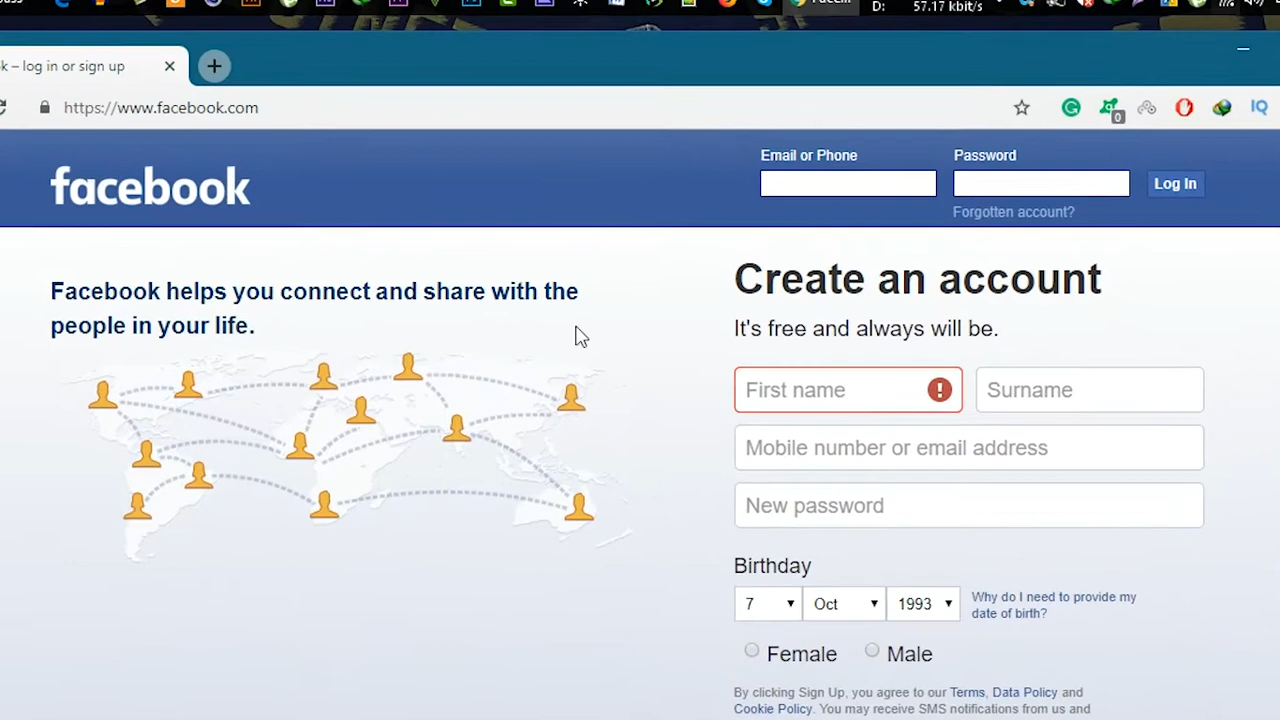 D: 57.17 kbit/s
k – log in or sign up
https://www.facebook.com
0
IQ
Email or Phone Password
facebook
Log In
Forgotten account?
Facebook helps you connect and share with the
people in your life.
Create an account
It's free and always will be.
First name Surname
Mobile number or email address
New password
Birthday
7 Oct 1993
Why do I need to provide my
date of birth?
Female Male
By clicking Sign Up, you agree to our Terms, Data Policy and
Cookie Policy. You may receive SMS notifications from us and